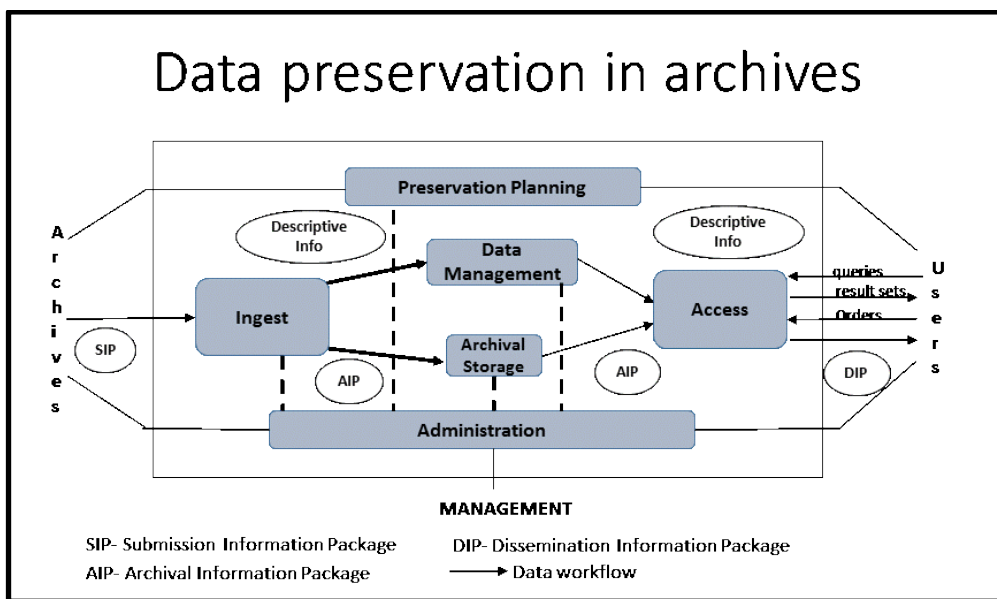 Data preservation in archives
Preservation Planning
Archives
Descriptive
Info
Descriptive
Info
Data
Management
queries
result sets
Orders
Users
Ingest
Access
SIP
Archival
Storage
AIP
AIP
DIP
Administration
MANAGEMENT
SIP- Submission Information Package
DIP- Dissemination Information Package
AIP- Archival Information Package
Data workflow